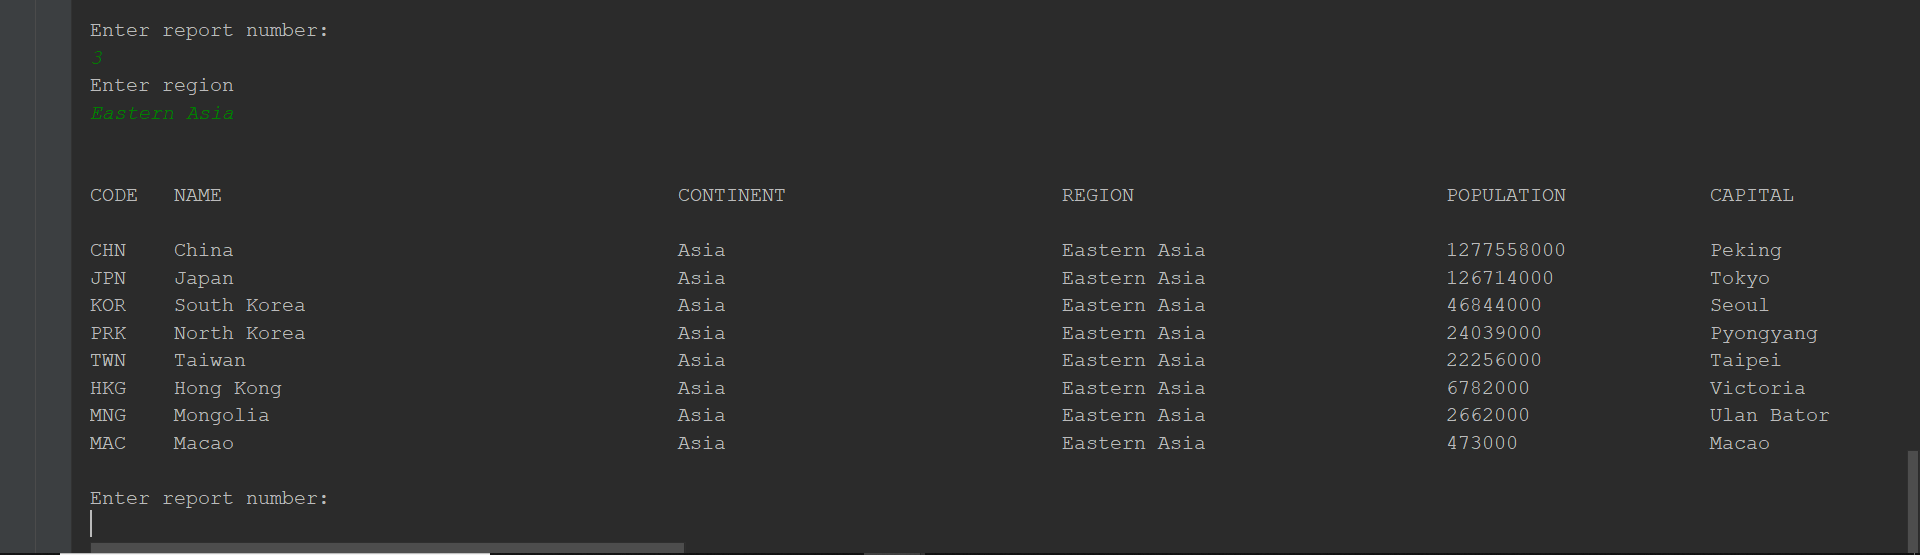 Enter report number:
3
Enter region
Eastern Asia
CODE NAME CONTINENT REGION POPULATION CAPITAL
CHN China Asia Eastern Asia 1277558000 Peking
JPN Japan Asia Eastern Asia 126714000 Tokyo
KOR South Korea Asia Eastern Asia 46844000 Seoul
PRK North Korea Asia Eastern Asia 24039000 Pyongyang
TWN Taiwan Asia Eastern Asia 22256000 Taipei
HKG Hong Kong Asia Eastern Asia 6782000 Victoria
MNG Mongolia Asia Eastern Asia 2662000 Ulan Bator
MAC Macao Asia Eastern Asia 473000 Macao
Enter report number: